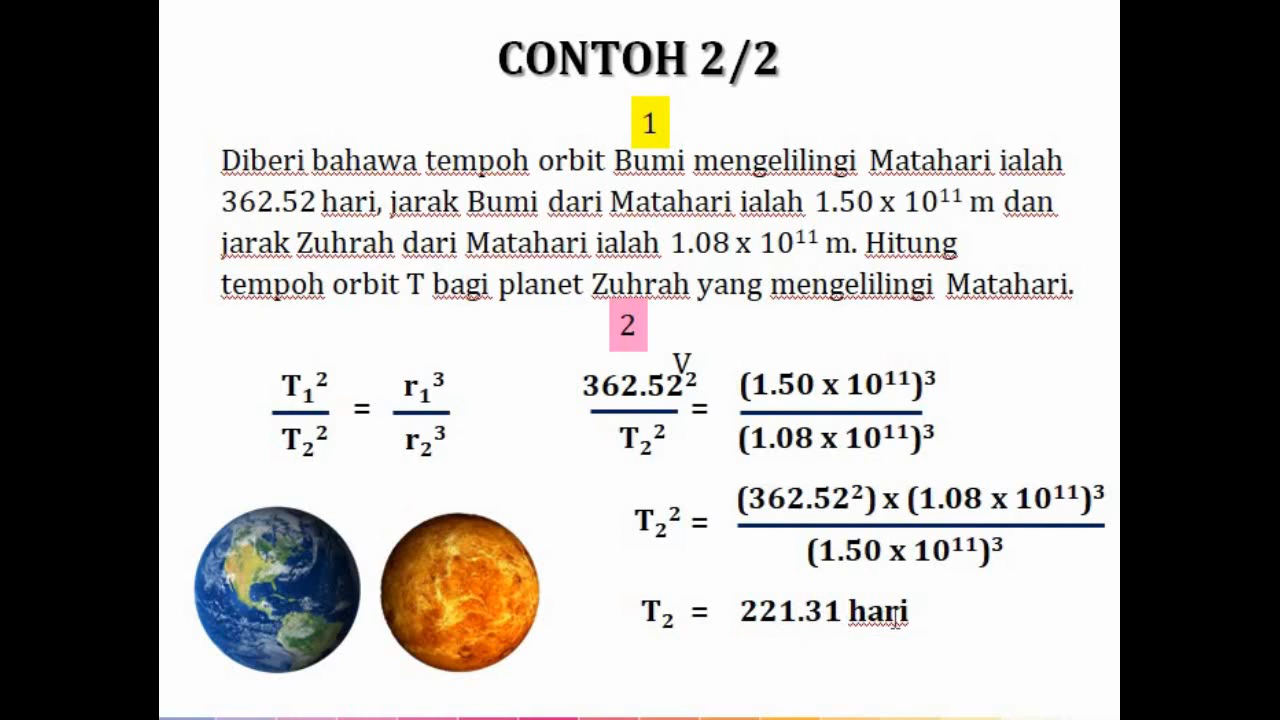 CONTOH 2/2
1
Diberi bahawa tempoh orbit Bumi mengelilingi Matahari ialah
362.52 hari, jarak Bumi dari Matahari ialah 1.50 x 10¹¹ m dan
jarak Zuhrah dari Matahari ialah 1.08 x 10¹¹ m. Hitung
tempoh orbit T bagi planet Zuhrah yang mengelilingi Matahari.
2
V
T₁² = r₁³
T₂² r₂³
362.52² = (1.50 x 10¹¹)³
T₂² (1.08 x 10¹¹)³
T₂² = (362.52²) x (1.08 x 10¹¹)³
(1.50 x 10¹¹)³
T₂ = 221.31 hari